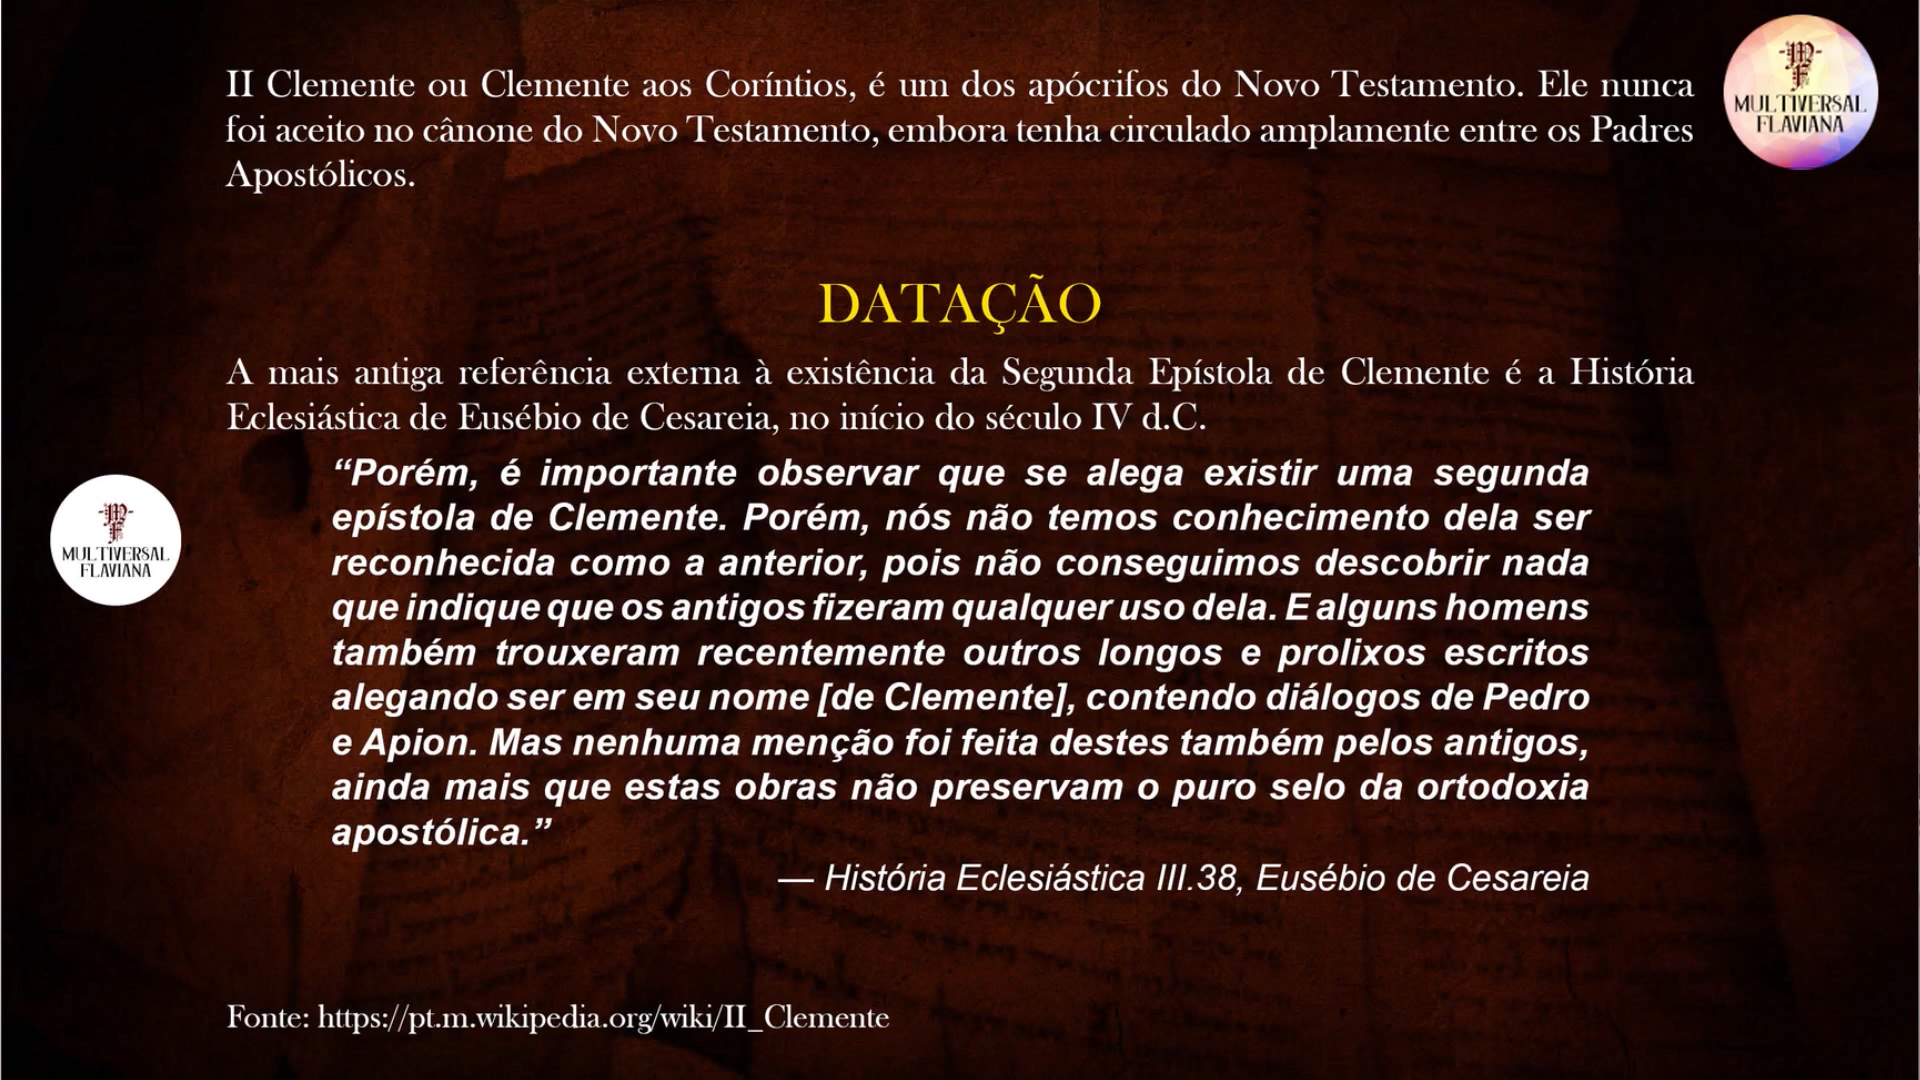 II Clemente ou Clemente aos Coríntios, é um dos apócrifos do Novo Testamento. Ele nunca
foi aceito no cânone do Novo Testamento, embora tenha circulado amplamente entre os Padres
Apostólicos.
-M-
F
MULTIVERSAL
FLAVIANA
DATAÇÃO
A mais antiga referência externa à existência da Segunda Epístola de Clemente é a História
Eclesiástica de Eusébio de Cesareia, no início do século IV d.C.
“Porém, é importante observar que se alega existir uma segunda
epístola de Clemente. Porém, nós não temos conhecimento dela ser
reconhecida como a anterior, pois não conseguimos descobrir nada
que indique que os antigos fizeram qualquer uso dela. E alguns homens
também trouxeram recentemente outros longos e prolixos escritos
alegando ser em seu nome [de Clemente], contendo diálogos de Pedro
e Apion. Mas nenhuma menção foi feita destes também pelos antigos,
ainda mais que estas obras não preservam o puro selo da ortodoxia
apostólica.”
— História Eclesiástica III.38, Eusébio de Cesareia
-M-
F
MULTIVERSAL
FLAVIANA
Fonte: https://pt.m.wikipedia.org/wiki/II_Clemente